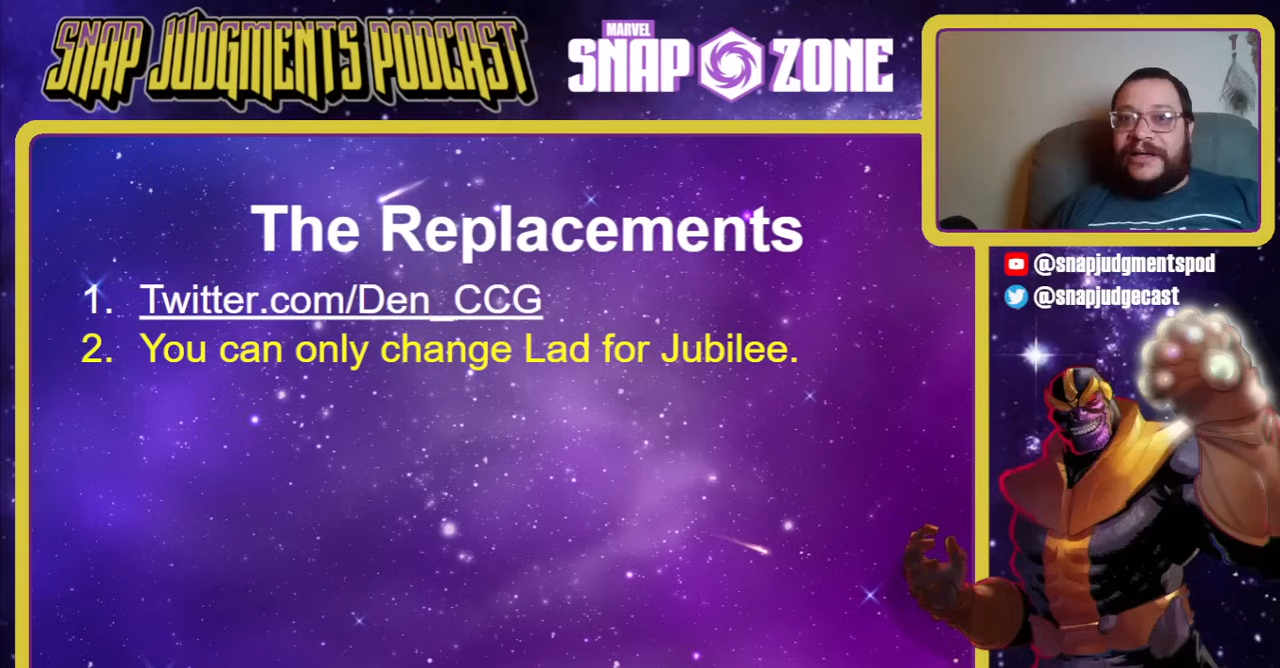 SNAP JUDGMENTS PODCAST
MARVEL
SNAP ZONE
The Replacements
1. Twitter.com/Den_CCG
2. You can only change Lad for Jubilee.
@snapjudgmentspod
@snapjudgecast